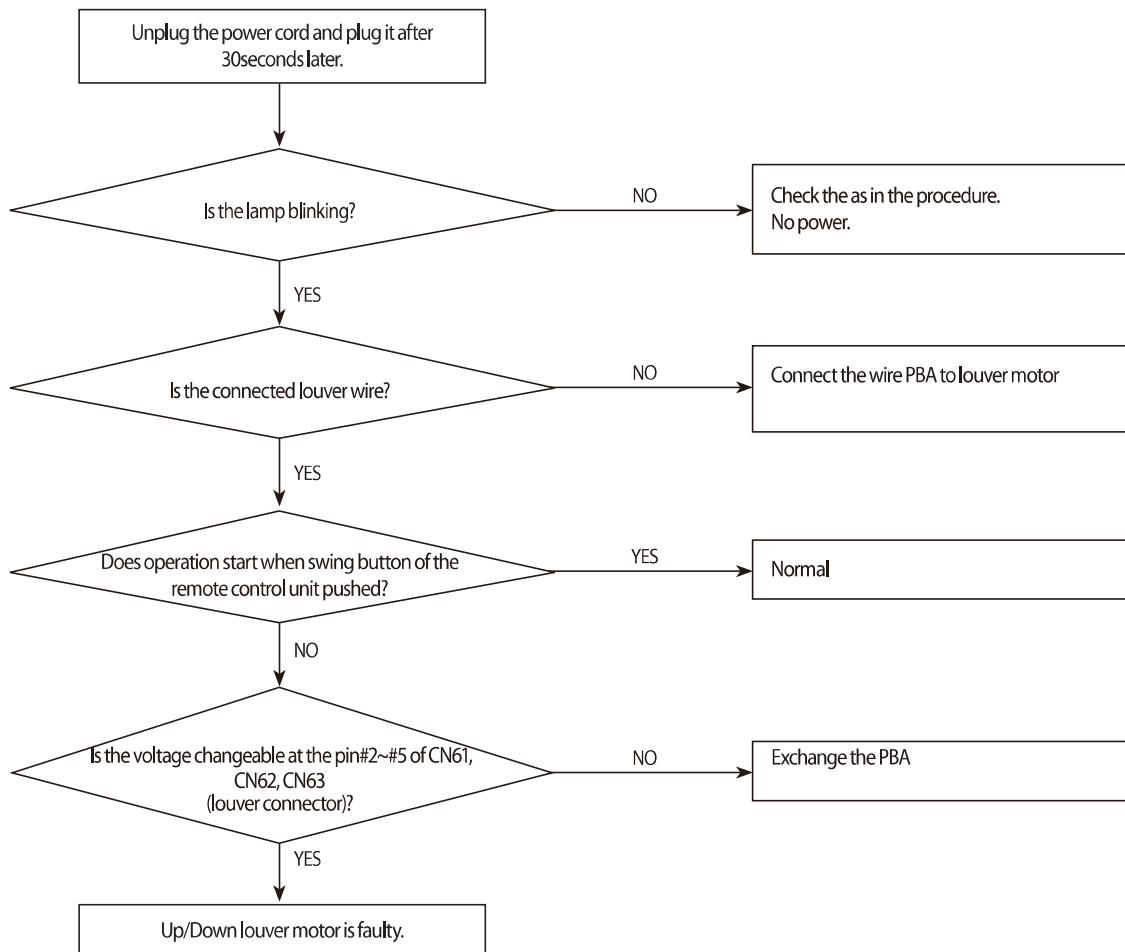 Unplug the power cord and plug it after
30seconds later.
Is the lamp blinking?
NO
Check the as in the procedure.
No power.
YES
Is the connected louver wire?
NO
Connect the wire PBA to louver motor
YES
Does operation start when swing button of the
remote control unit pushed?
YES
Normal
NO
Is the voltage changeable at the pin#2~#5 of CN61,
CN62, CN63
(louver connector)?
NO
Exchange the PBA
YES
Up/Down louver motor is faulty.